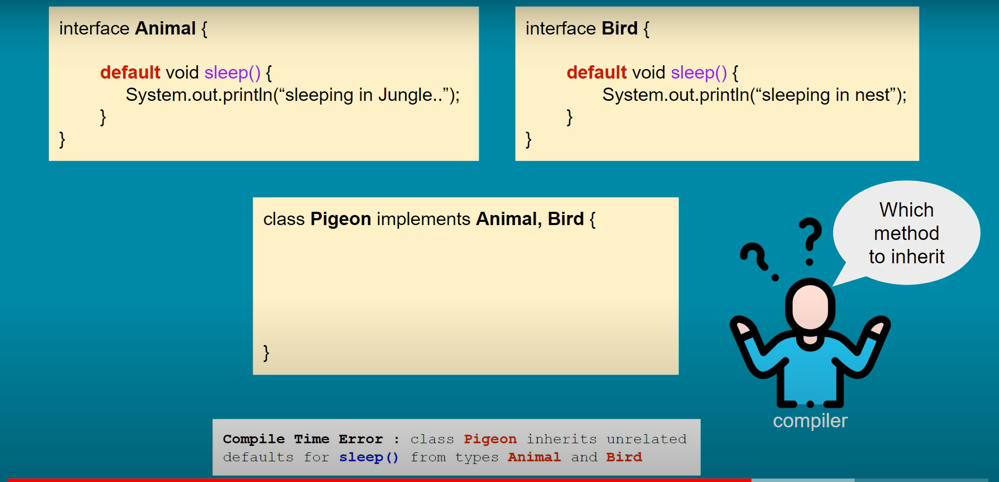 interface Animal {
default void sleep() {
System.out.println(“sleeping in Jungle..”);
}
}
interface Bird {
default void sleep() {
System.out.println(“sleeping in nest”);
}
}
class Pigeon implements Animal, Bird {
}
Which
method
to inherit
compiler
Compile Time Error : class Pigeon inherits unrelated
defaults for sleep() from types Animal and Bird